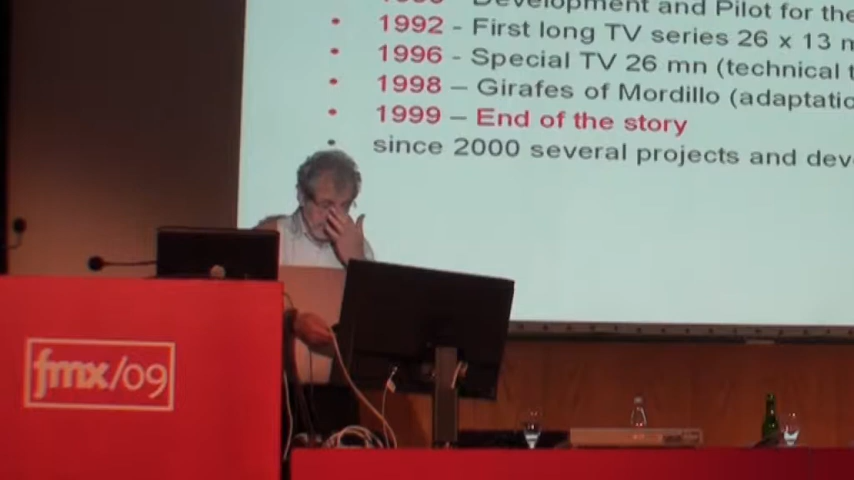 Development and Pilot for the
1992 - First long TV series 26 x 13 m
1996 - Special TV 26 mn (technical t
1998 – Girafes of Mordillo (adaptatio
1999 – End of the story
since 2000 several projects and deve
fmx/09